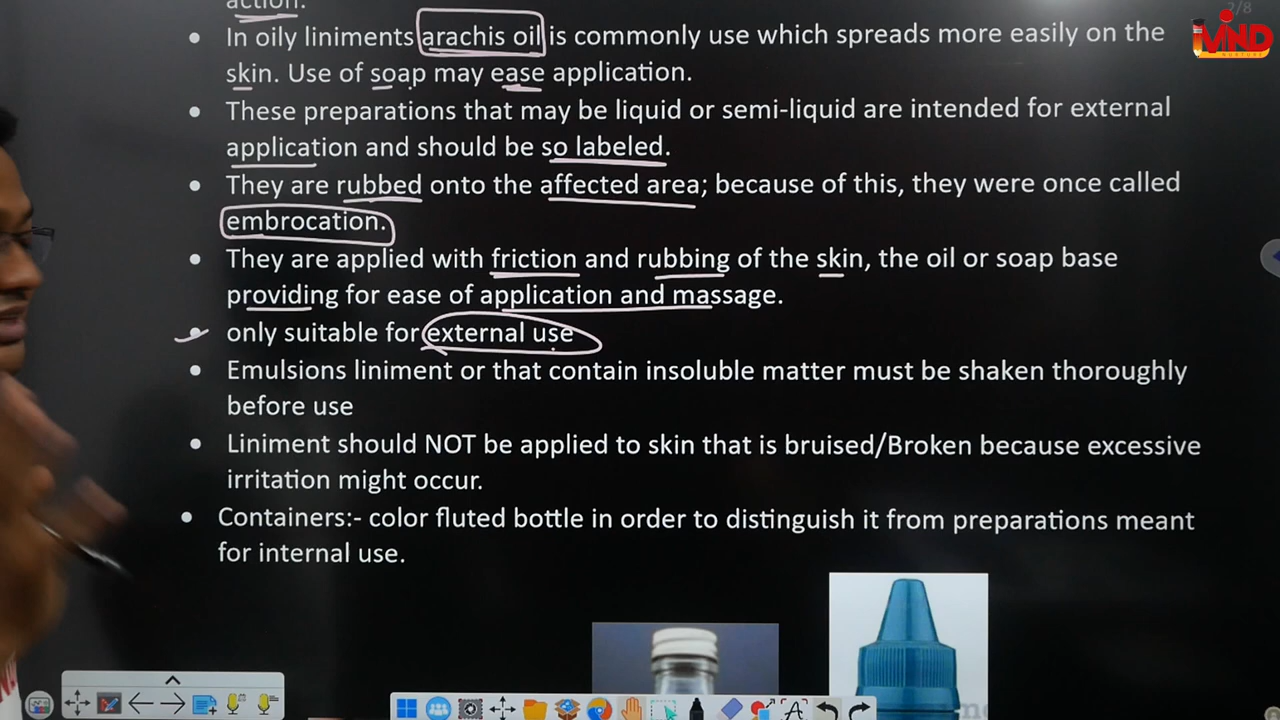 action.
2/8
In oily liniments arachis oil is commonly use which spreads more easily on the
skin. Use of soap may ease application.
These preparations that may be liquid or semi-liquid are intended for external
application and should be so labeled.
They are rubbed onto the affected area; because of this, they were once called
embrocation.
They are applied with friction and rubbing of the skin, the oil or soap base
providing for ease of application and massage.
only suitable for external use
Emulsions liniment or that contain insoluble matter must be shaken thoroughly
before use
Liniment should NOT be applied to skin that is bruised/Broken because excessive
irritation might occur.
Containers:- color fluted bottle in order to distinguish it from preparations meant
for internal use.
MIND